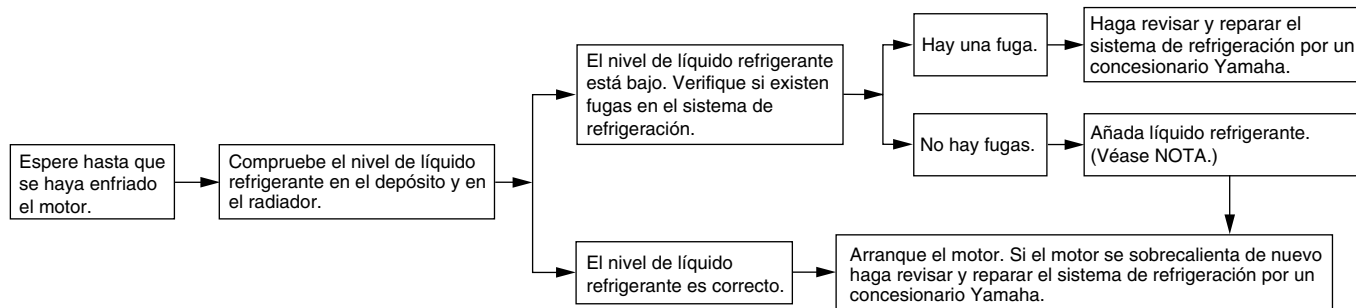 Espere hasta que
se haya enfriado
el motor.
Compruebe el nivel de líquido
refrigerante en el depósito y en
el radiador.
El nivel de líquido refrigerante
está bajo. Verifique si existen
fugas en el sistema de
refrigeración.
Hay una fuga.
Haga revisar y reparar el
sistema de refrigeración por un
concesionario Yamaha.
No hay fugas.
Añada líquido refrigerante.
(Véase NOTA.)
El nivel de líquido
refrigerante es correcto.
Arranque el motor. Si el motor se sobrecalienta de nuevo
haga revisar y reparar el sistema de refrigeración por un
concesionario Yamaha.